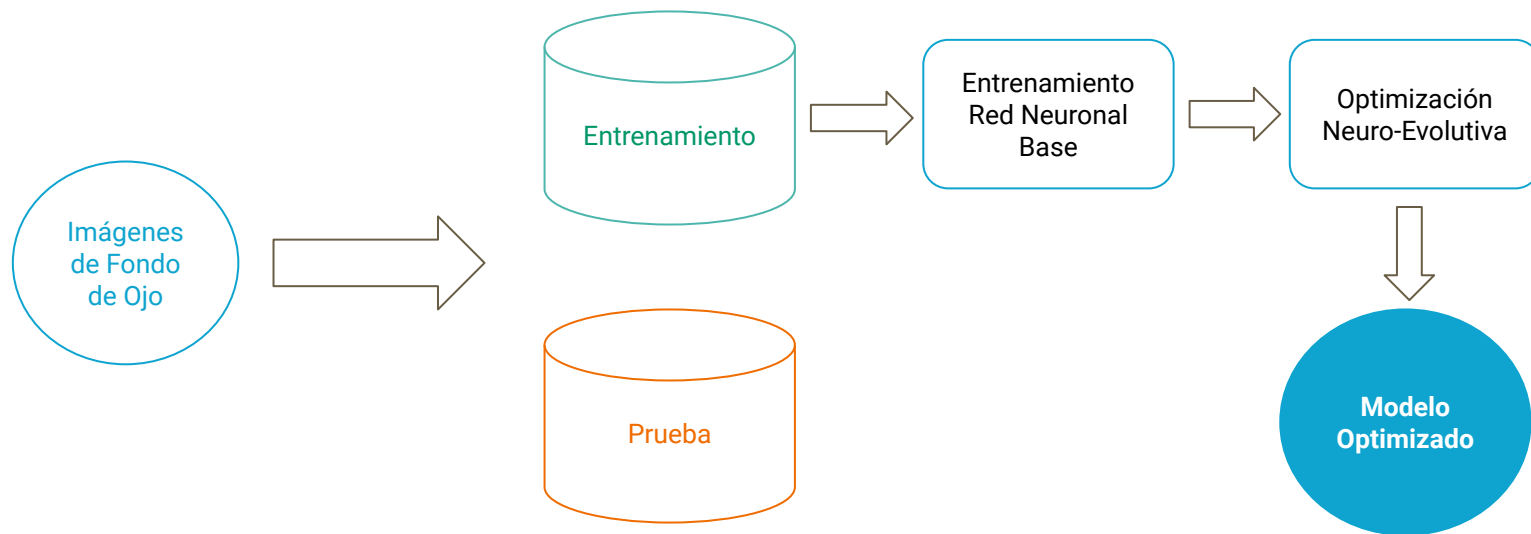 Imágenes
de Fondo
de Ojo
Entrenamiento
Prueba
Entrenamiento
Red Neuronal
Base
Optimización
Neuro-Evolutiva
Modelo
Optimizado